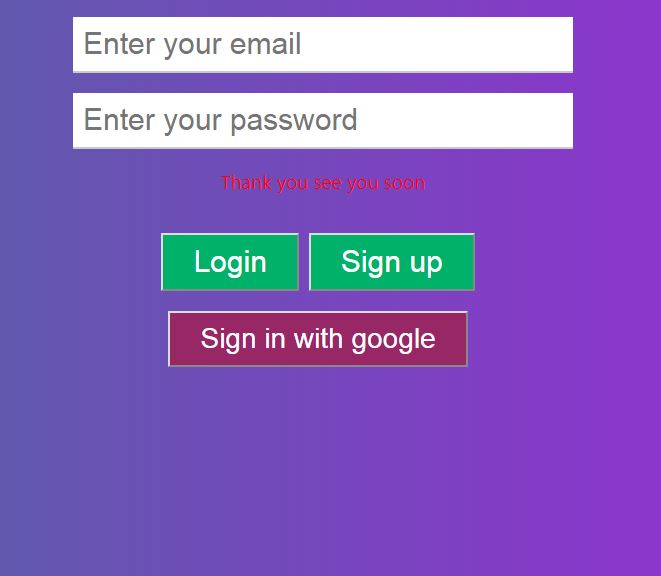 Enter your email
Enter your password
Thank you see you soon
Login Sign up
Sign in with google